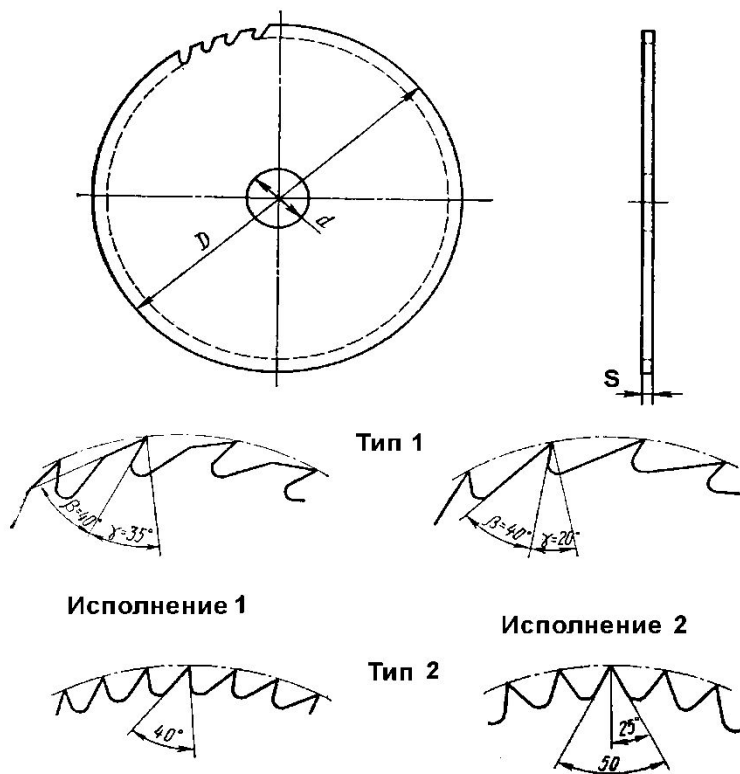 D
d
S
Тип 1
β=40°
γ=35°
β=40°
γ=20°
Исполнение 1
Исполнение 2
Тип 2
40°
25°
50